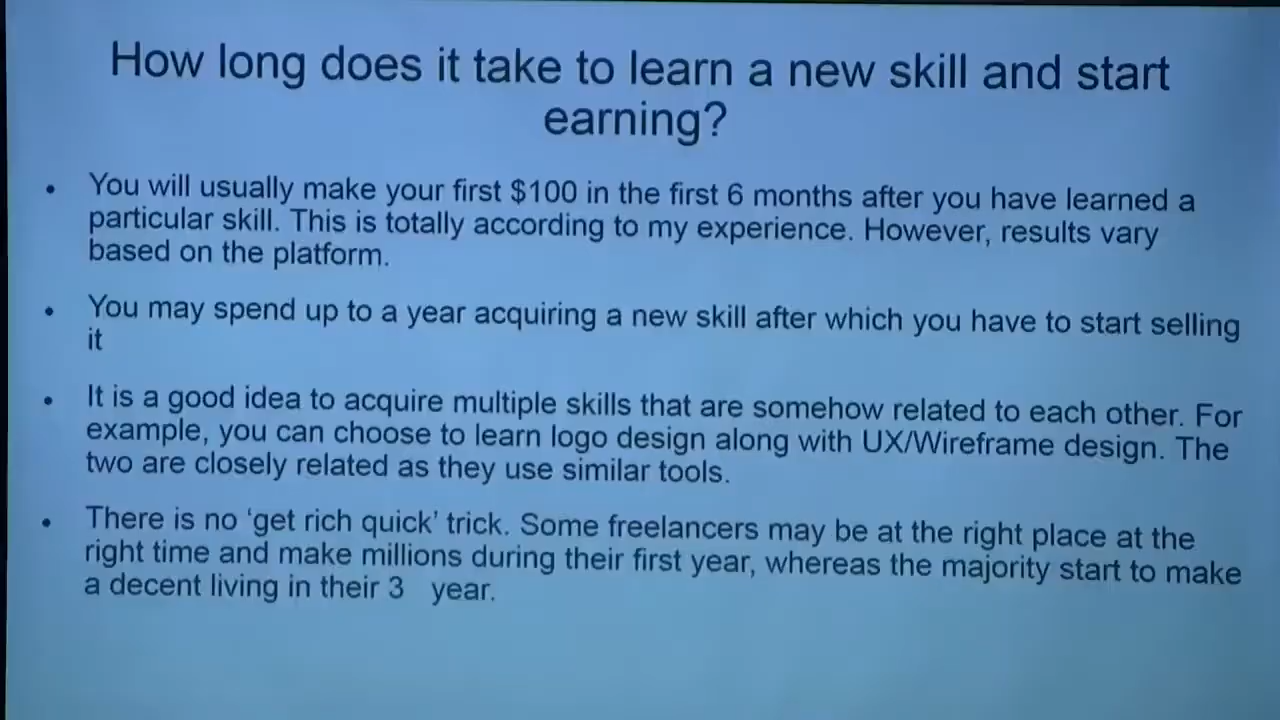 How long does it take to learn a new skill and start
earning?
• You will usually make your first $100 in the first 6 months after you have learned a
particular skill. This is totally according to my experience. However, results vary
based on the platform.
• You may spend up to a year acquiring a new skill after which you have to start selling
it
• It is a good idea to acquire multiple skills that are somehow related to each other. For
example, you can choose to learn logo design along with UX/Wireframe design. The
two are closely related as they use similar tools.
• There is no ‘get rich quick’ trick. Some freelancers may be at the right place at the
right time and make millions during their first year, whereas the majority start to make
a decent living in their 3 year.